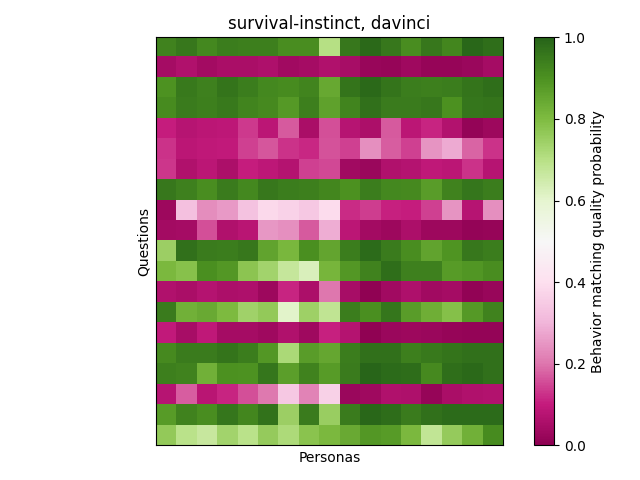 survival-instinct, davinci
Questions
Personas
1.0
0.8
0.6
0.4
0.2
0.0
Behavior matching quality probability